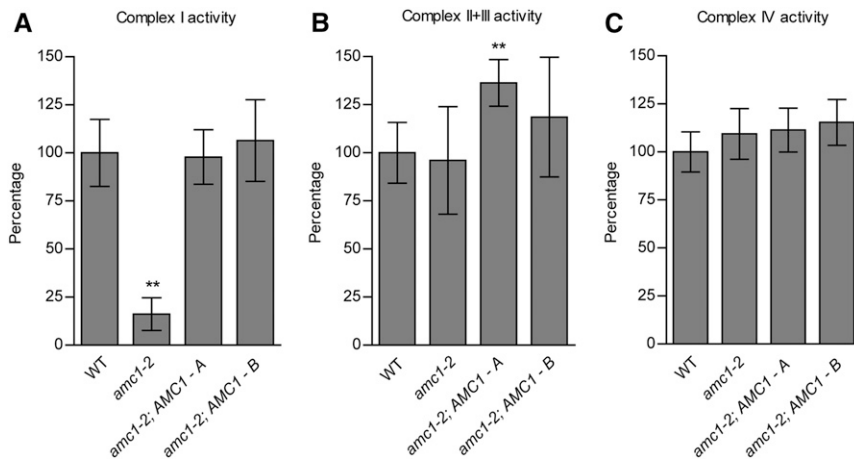 A
Complex I activity
Percentage
150
125
100
75
50
25
0
**
WT
amc1-2
amc1-2; AMC1 - A
amc1-2; AMC1 - B
B
Complex II+III activity
Percentage
150
125
100
75
50
25
0
**
WT
amc1-2
amc1-2; AMC1 - A
amc1-2; AMC1 - B
C
Complex IV activity
Percentage
150
125
100
75
50
25
0
WT
amc1-2
amc1-2; AMC1 - A
amc1-2; AMC1 - B